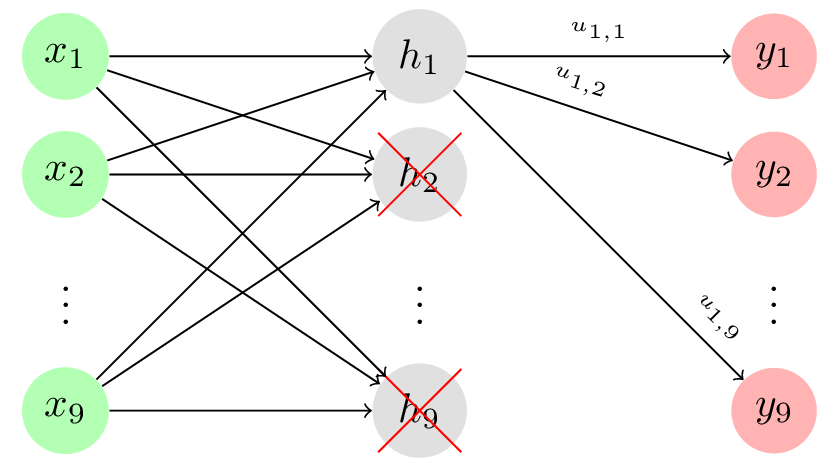 x₁ h₁ u₁,₁ y₁
u₁,₂
x₂ h₂ y₂
⋮ ⋮ ⋮
u₁,₉
x₉ h₉ y₉